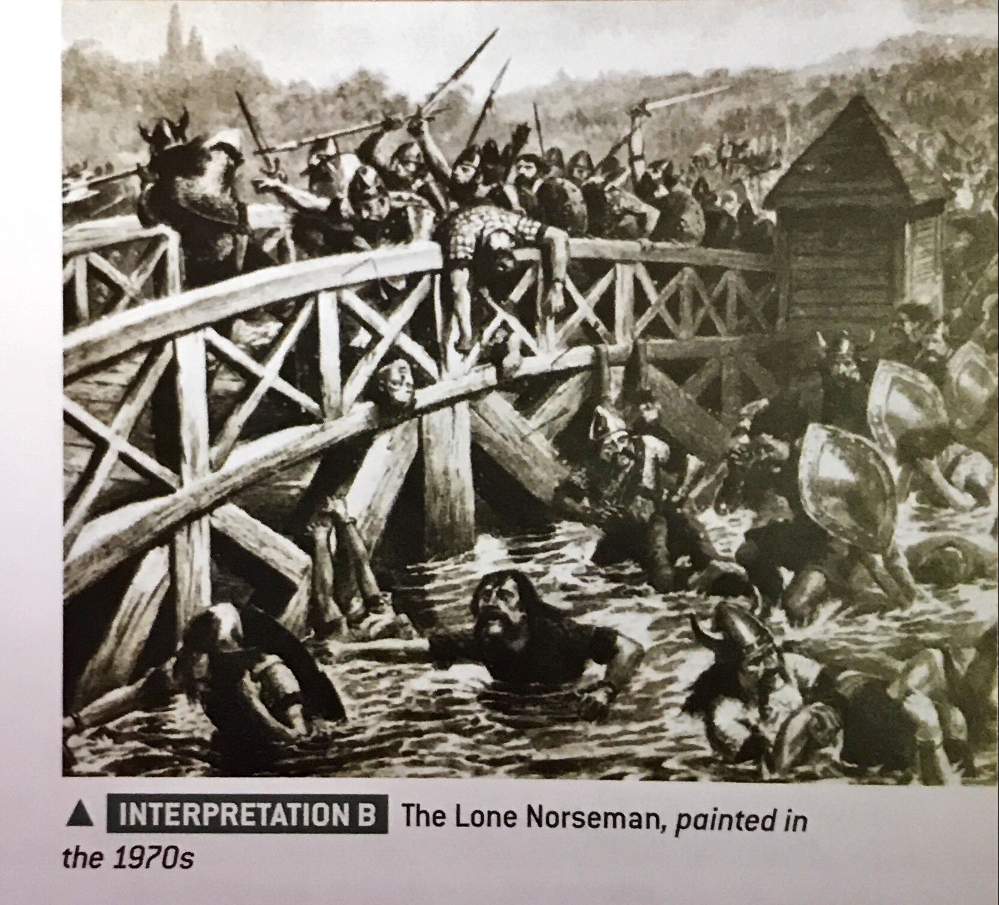 ▲ INTERPRETATION B The Lone Norseman, painted in
the 1970s